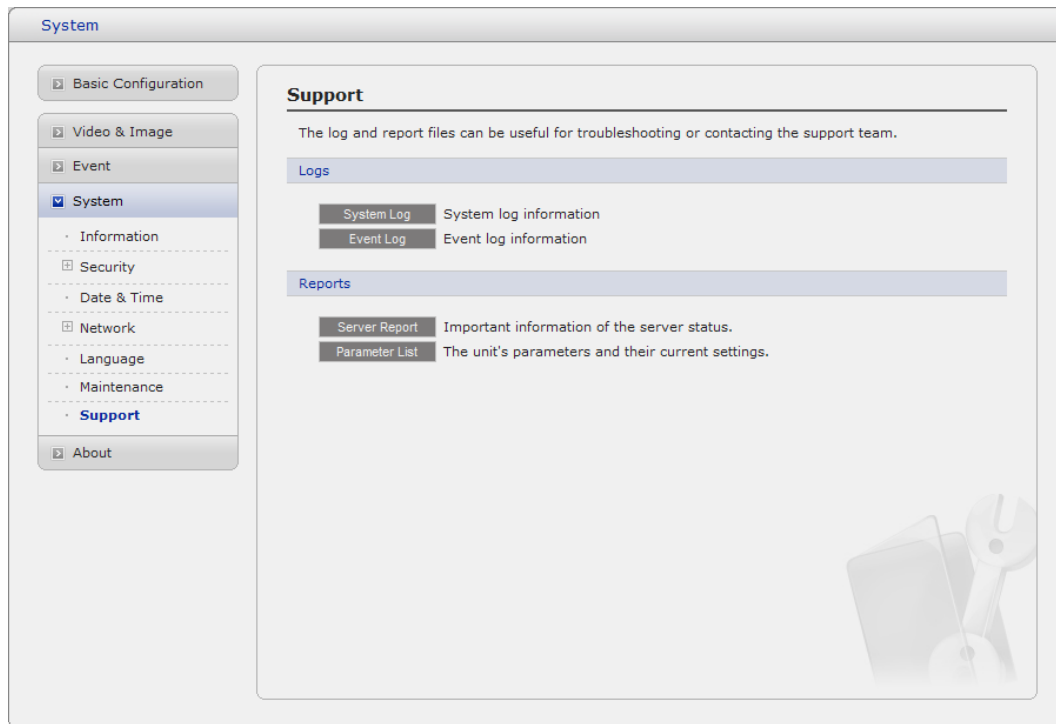 System
Basic Configuration
Video & Image
Event
System
Information
Security
Date & Time
Network
Language
Maintenance
Support
About
Support
The log and report files can be useful for troubleshooting or contacting the support team.
Logs
System Log System log information
Event Log Event log information
Reports
Server Report Important information of the server status.
Parameter List The unit's parameters and their current settings.